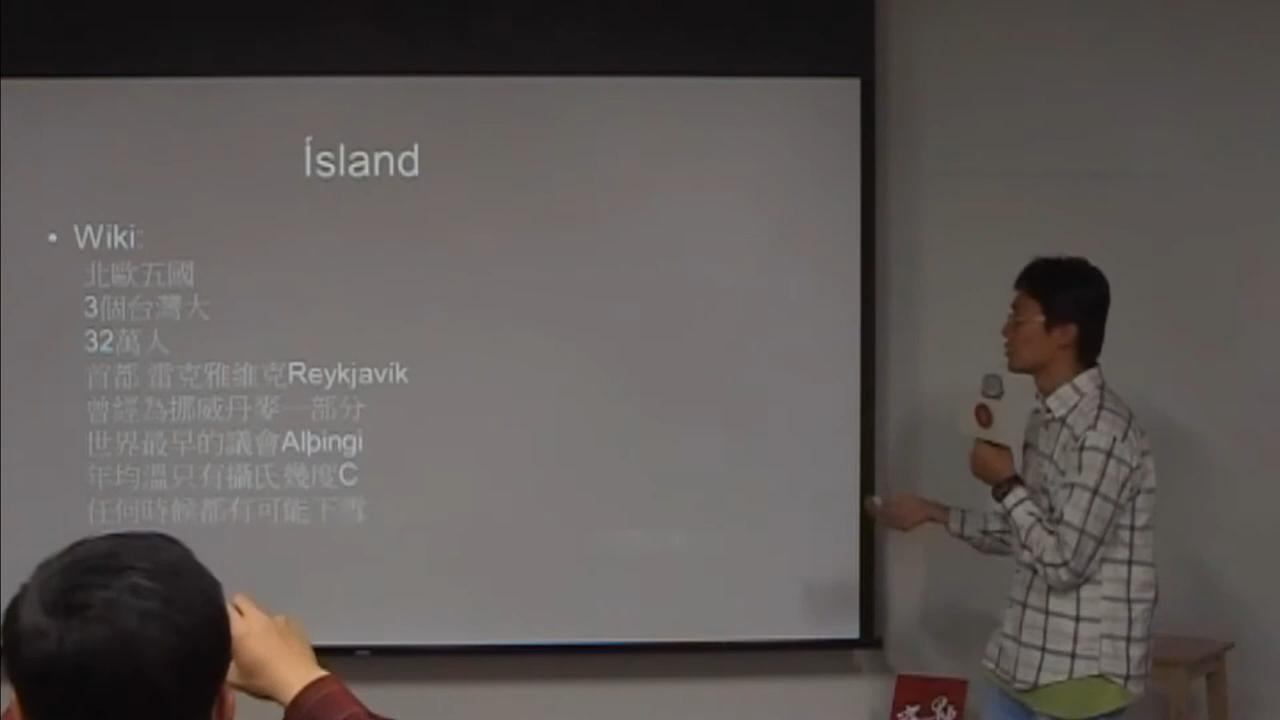 Ísland
• Wiki:
北歐五國
3個台灣大
32萬人
首都 雷克雅維克Reykjavík
曾經為挪威丹麥一部分
世界最早的議會Alþingi
年均溫只有攝氏幾度C
任何時候都有可能下雪